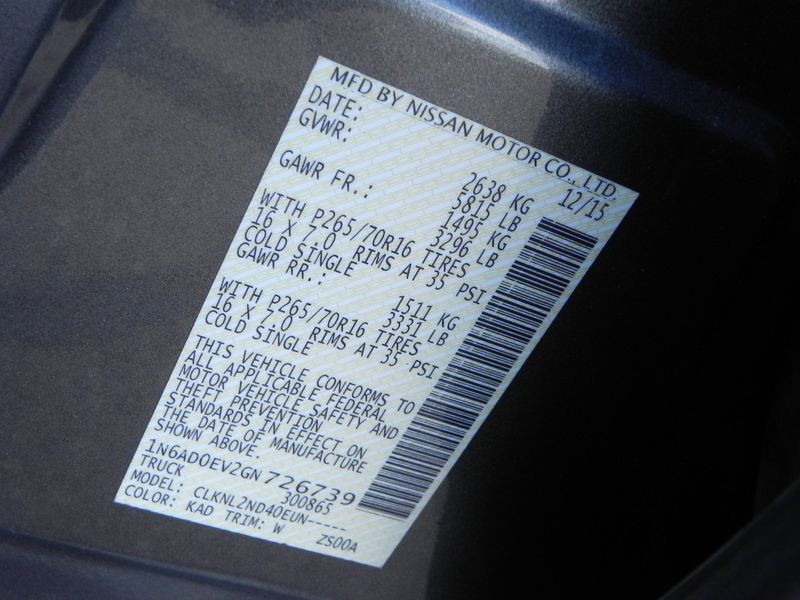 MFD BY NISSAN MOTOR CO., LTD.
DATE: 12/15
GVWR: 2638 KG
5815 LB
GAWR FR.: 1495 KG
3296 LB
WITH P265/70R16 TIRES
16 X 7.0 RIMS AT 35 PSI
COLD SINGLE
GAWR RR.: 1511 KG
3331 LB
WITH P265/70R16 TIRES
16 X 7.0 RIMS AT 35 PSI
COLD SINGLE
THIS VEHICLE CONFORMS TO
ALL APPLICABLE FEDERAL
MOTOR VEHICLE SAFETY AND
THEFT PREVENTION
STANDARDS IN EFFECT ON
THE DATE OF MANUFACTURE
SHOWN ABOVE.
1N6AD0EV2GN726739
TRUCK 300865
MODEL: CLKNL2ND40EUN-----
COLOR: KAD TRIM: W ZS00A